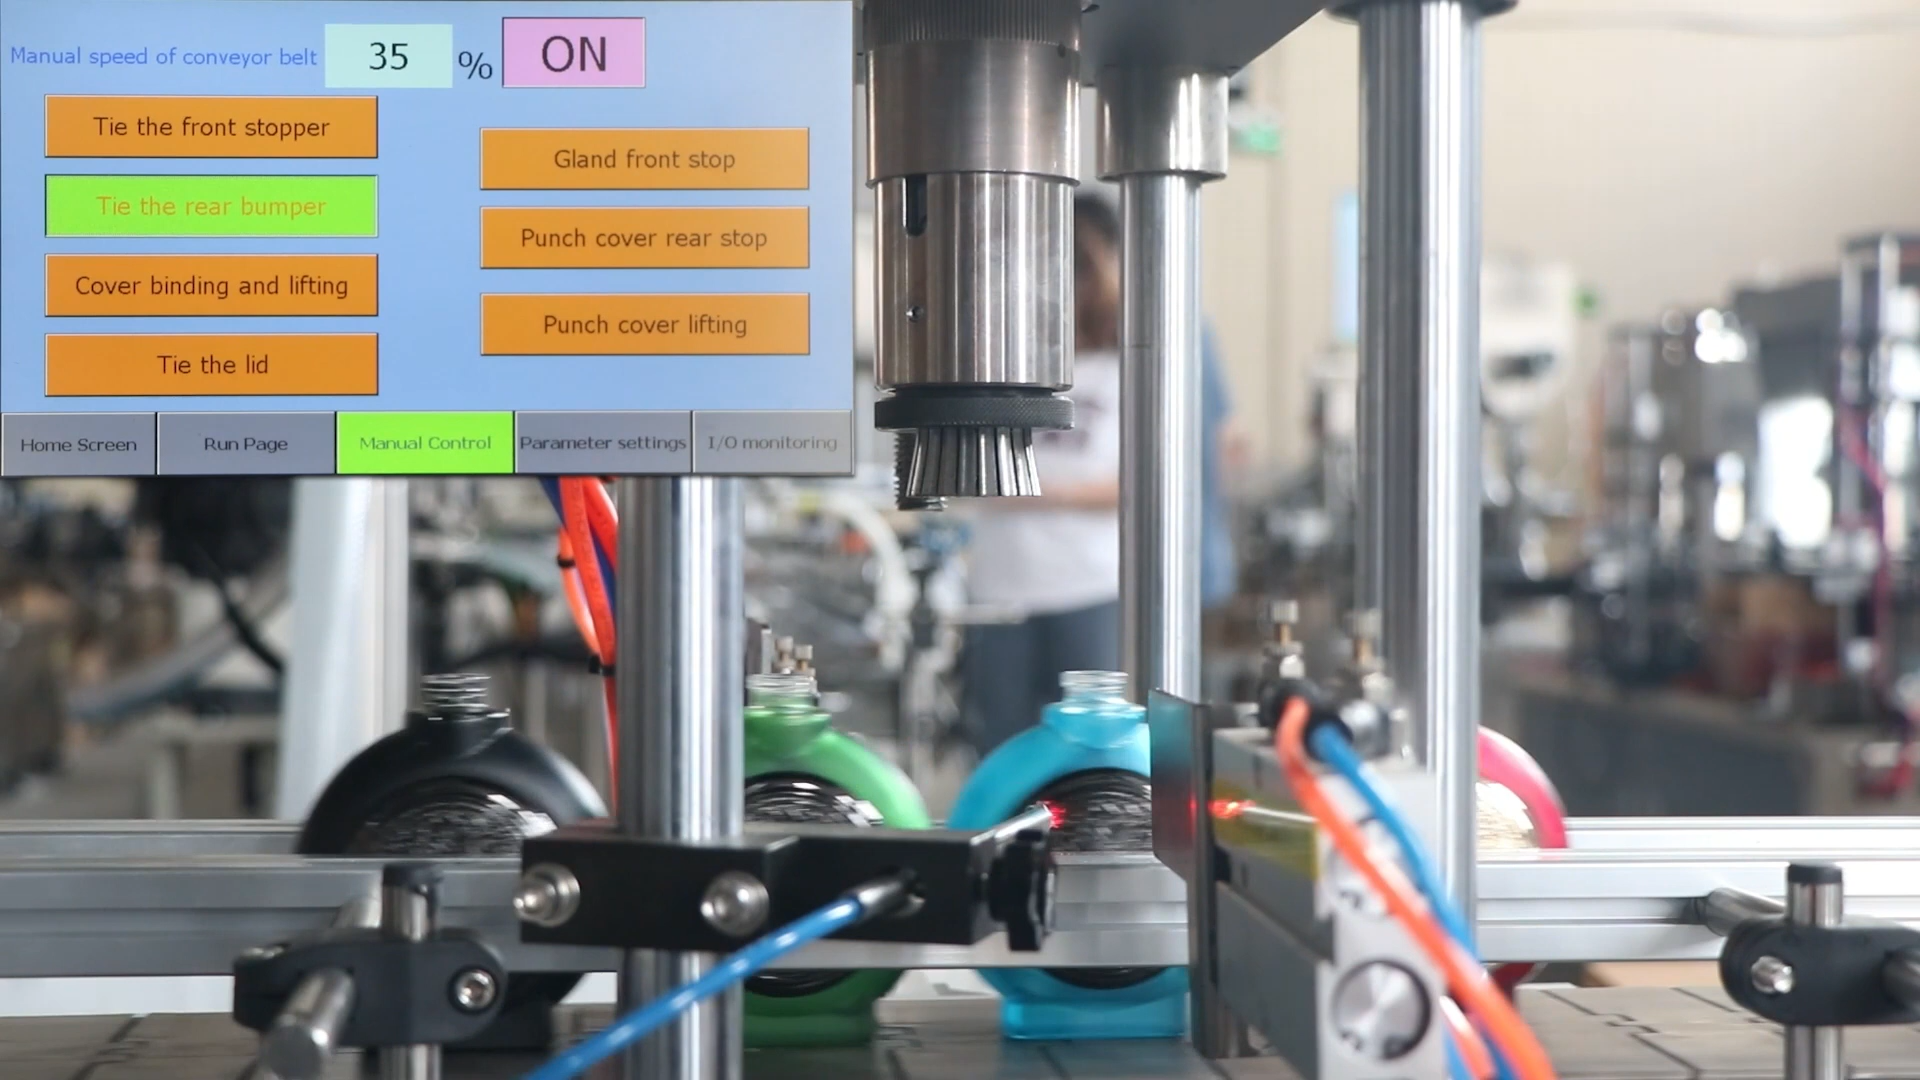 Manual speed of conveyor belt 35 % ON
Tie the front stopper
Gland front stop
Tie the rear bumper
Punch cover rear stop
Cover binding and lifting
Punch cover lifting
Tie the lid
Home Screen
Run Page
Manual Control
Parameter settings
I/O monitoring